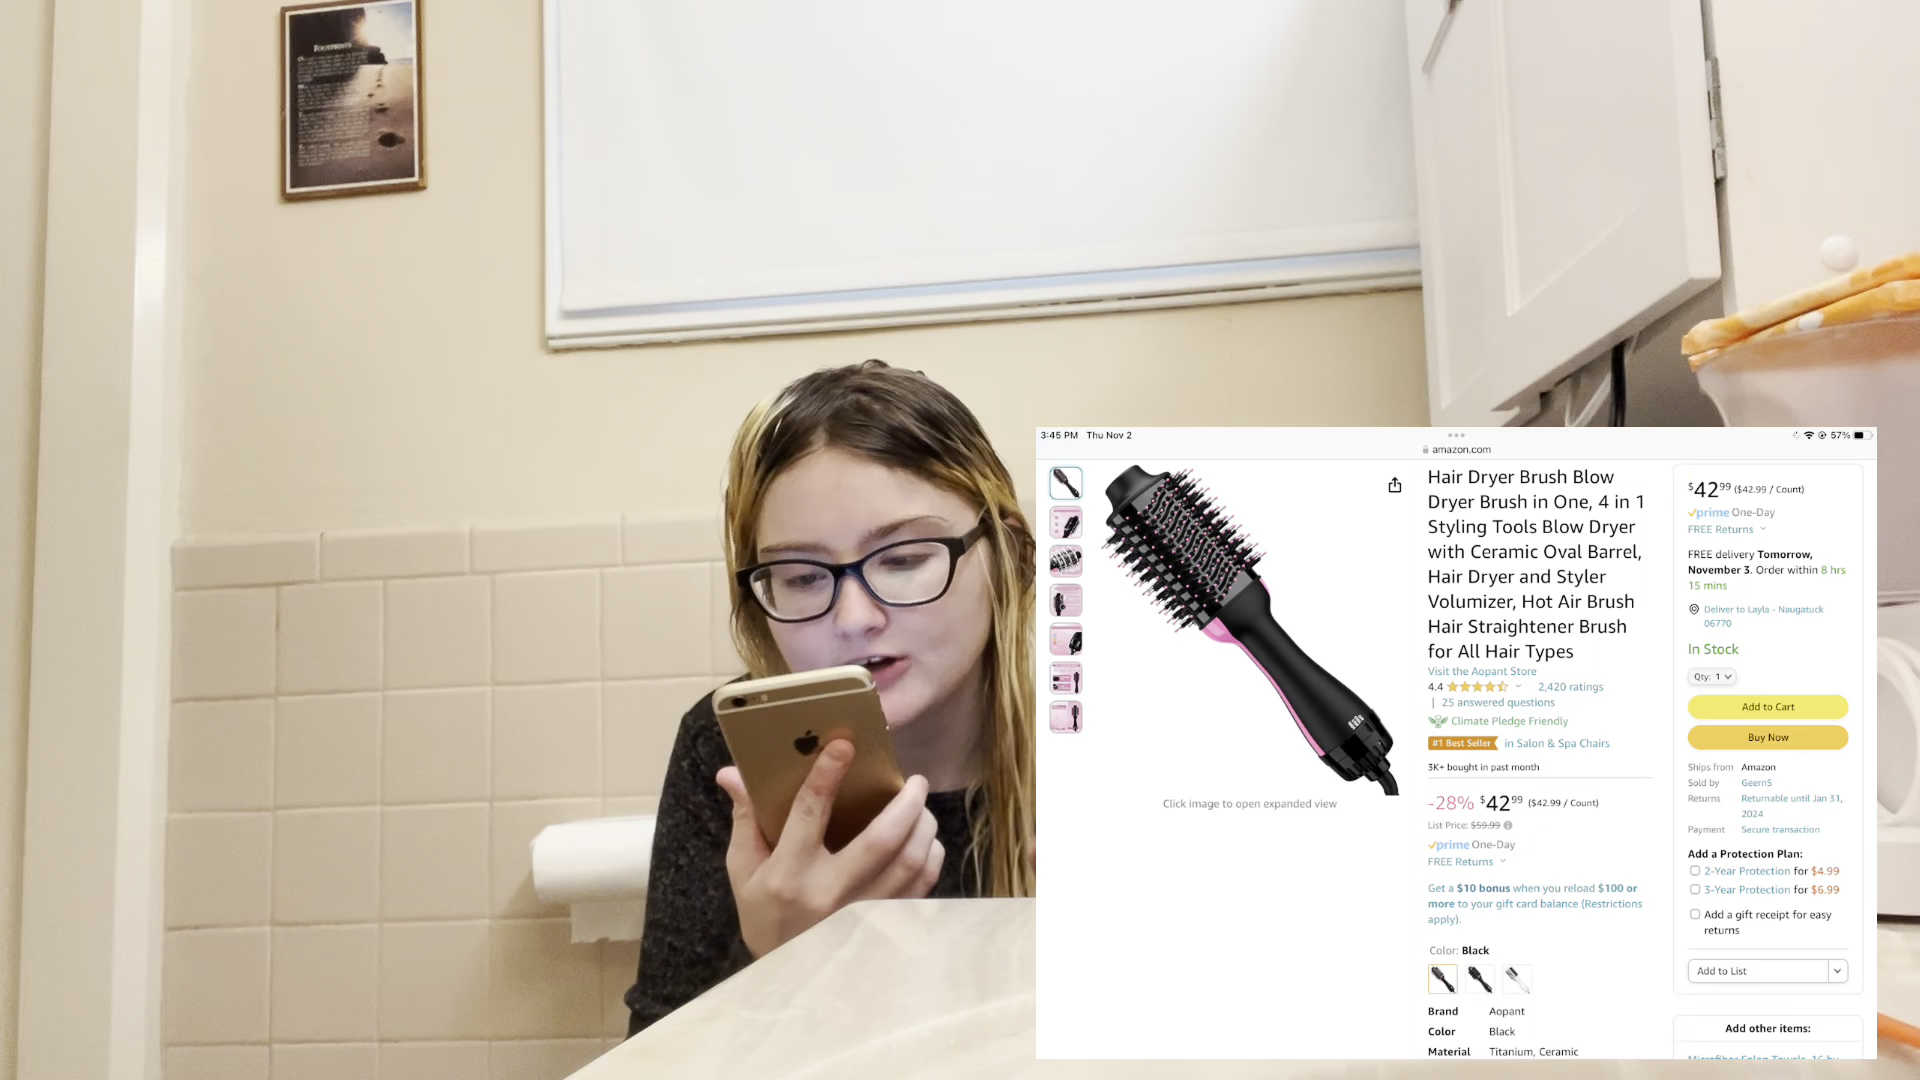 FOOTPRINTS
3:45 PM Thu Nov 2
57%
amazon.com
Hair Dryer Brush Blow
Dryer Brush in One, 4 in 1
Styling Tools Blow Dryer
with Ceramic Oval Barrel,
Hair Dryer and Styler
Volumizer, Hot Air Brush
Hair Straightener Brush
for All Hair Types
Visit the Aopant Store
4.4 2,420 ratings
| 25 answered questions
Climate Pledge Friendly
#1 Best Seller in Salon & Spa Chairs
3K+ bought in past month
-28% $42 99 ($42.99 / Count)
List Price: $59.99
prime One-Day
FREE Returns
Get a $10 bonus when you reload $100 or
more to your gift card balance (Restrictions
apply).
Color: Black
Brand Aopant
Color Black
Material Titanium, Ceramic
Click image to open expanded view
$42 99 ($42.99 / Count)
prime One-Day
FREE Returns
FREE delivery Tomorrow,
November 3. Order within 8 hrs
15 mins
Deliver to Layla - Naugatuck
06770
In Stock
Qty: 1
Add to Cart
Buy Now
Ships from Amazon
Sold by GeernS
Returns Returnable until Jan 31,
2024
Payment Secure transaction
Add a Protection Plan:
2-Year Protection for $4.99
3-Year Protection for $6.99
Add a gift receipt for easy
returns
Add to List
Add other items: